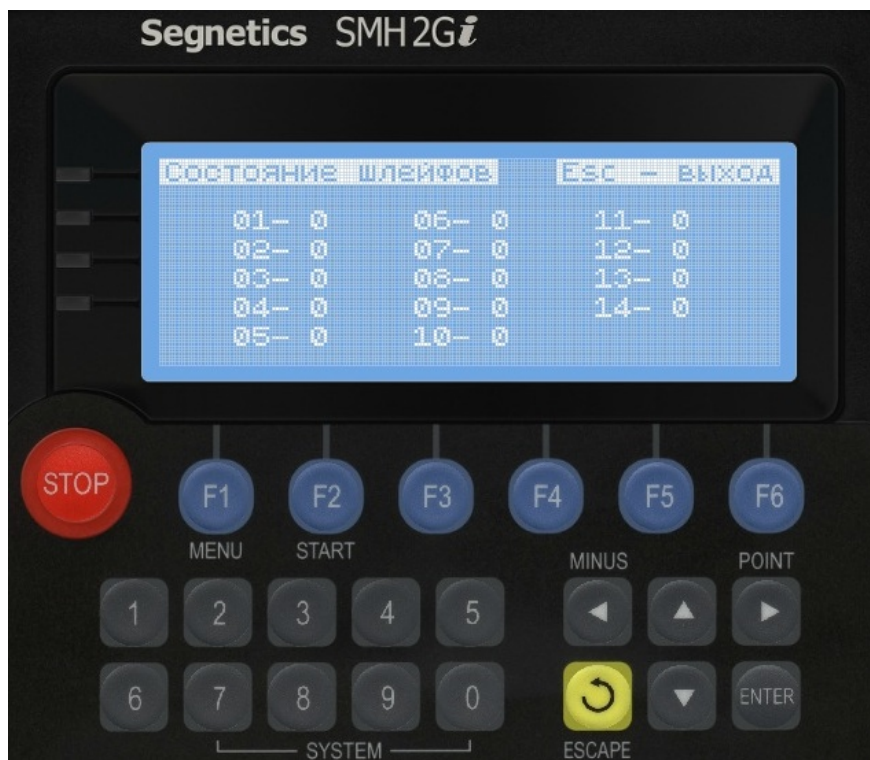 Segnetics SMH 2Gi
Состояние шлейфов Esc - выход
01- 0 06- 0 11- 0
02- 0 07- 0 12- 0
03- 0 08- 0 13- 0
04- 0 09- 0 14- 0
05- 0 10- 0
STOP F1 F2 F3 F4 F5 F6
MENU START MINUS POINT
1 2 3 4 5
6 7 8 9 0 ENTER
SYSTEM ESCAPE